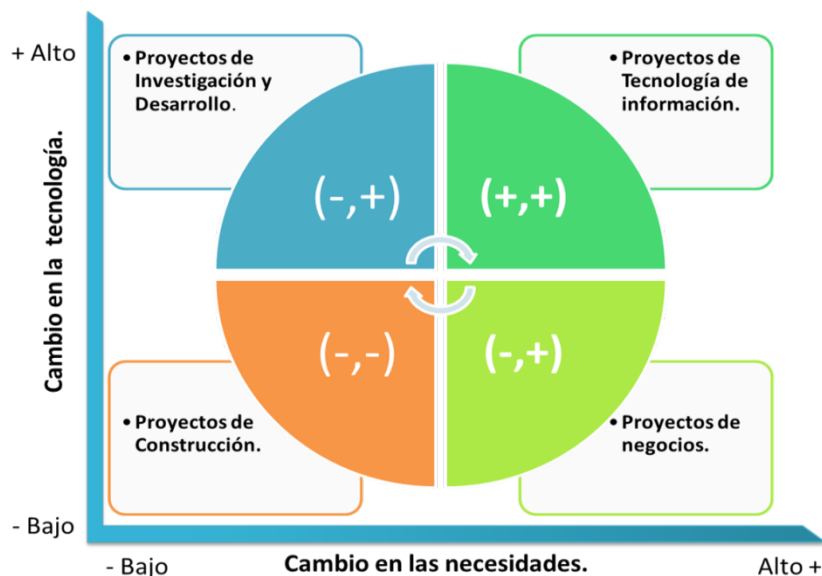 + Alto
Cambio en la tecnología.
- Bajo
• Proyectos de
Investigación y
Desarrollo.
• Proyectos de
Tecnología de
información.
(-,+)
(+,+)
(-,-)
(-,+)
• Proyectos de
Construcción.
• Proyectos de
negocios.
- Bajo
Cambio en las necesidades.
Alto +